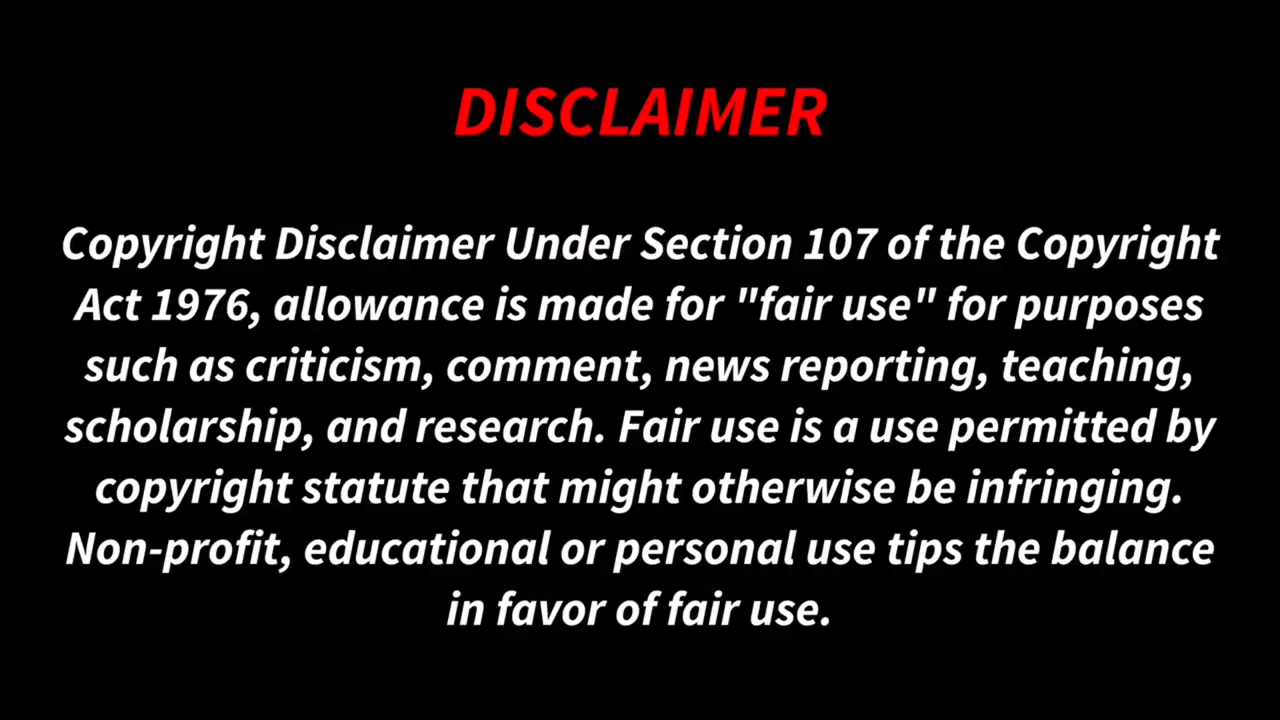 DISCLAIMER
Copyright Disclaimer Under Section 107 of the Copyright
Act 1976, allowance is made for "fair use" for purposes
such as criticism, comment, news reporting, teaching,
scholarship, and research. Fair use is a use permitted by
copyright statute that might otherwise be infringing.
Non-profit, educational or personal use tips the balance
in favor of fair use.